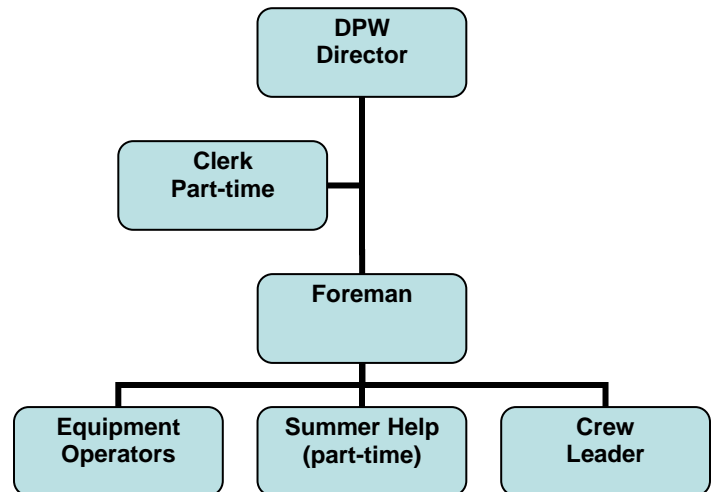 DPW
Director
Clerk
Part-time
Foreman
Equipment
Operators
Summer Help
(part-time)
Crew
Leader